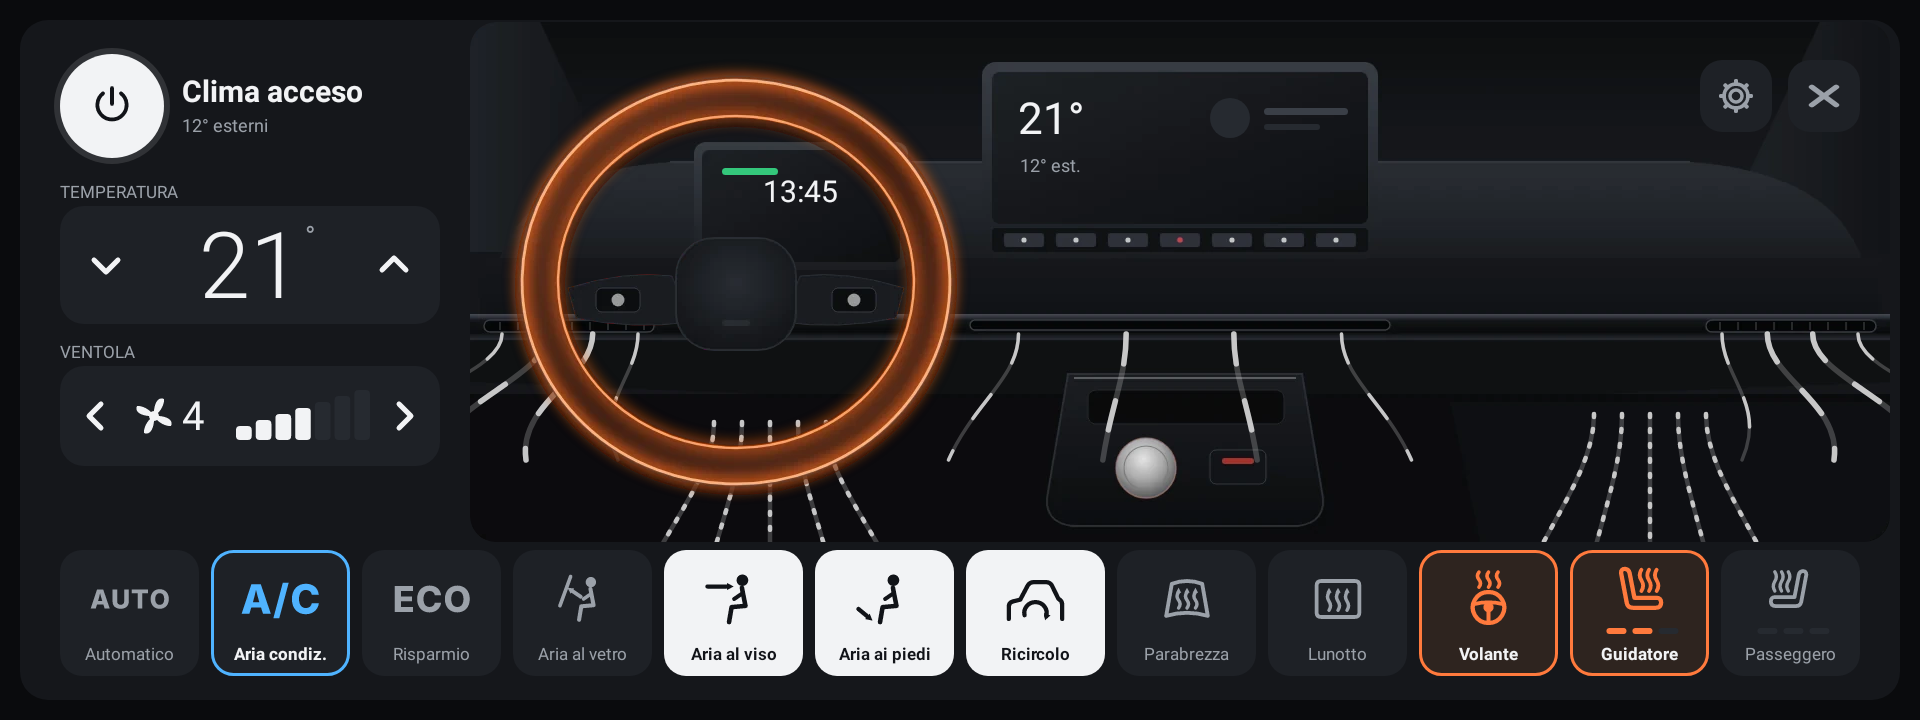 Clima acceso
12° esterni
TEMPERATURA
21°
VENTOLA
4
13:45
21°
12° est.
AUTO
Automatico
A/C
Aria condiz.
ECO
Risparmio
Aria al vetro
Aria al viso
Aria ai piedi
Ricircolo
Parabrezza
Lunotto
Volante
Guidatore
Passeggero